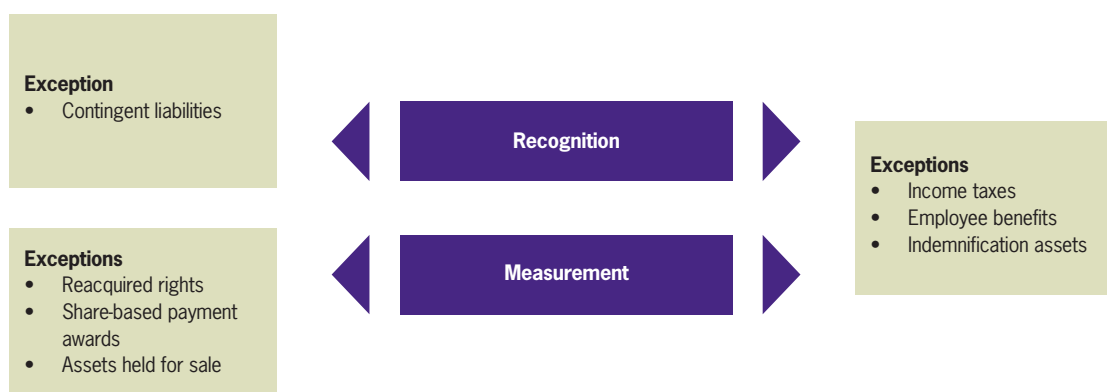 Exception
• Contingent liabilities
Recognition
Exceptions
• Income taxes
• Employee benefits
• Indemnification assets
Exceptions
• Reacquired rights
• Share-based payment
awards
• Assets held for sale
Measurement